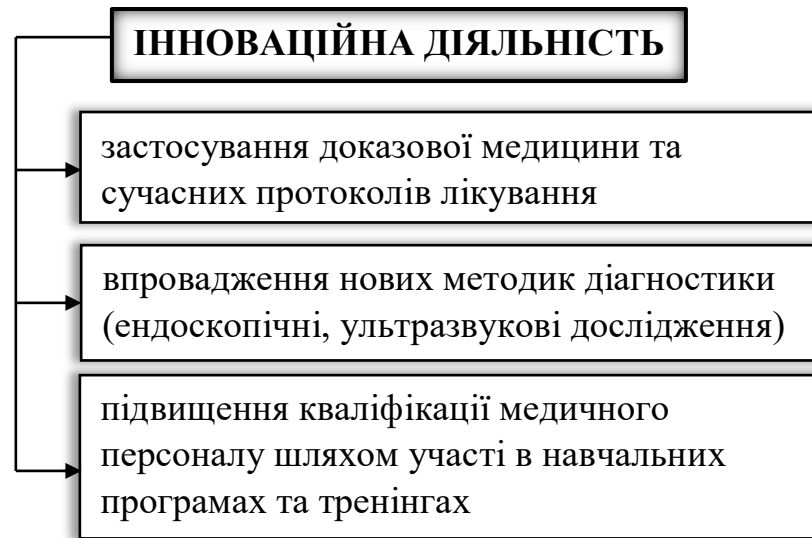 ІННОВАЦІЙНА ДІЯЛЬНІСТЬ
застосування доказової медицини та
сучасних протоколів лікування
впровадження нових методик діагностики
(ендоскопічні, ультразвукові дослідження)
підвищення кваліфікації медичного
персоналу шляхом участі в навчальних
програмах та тренінгах